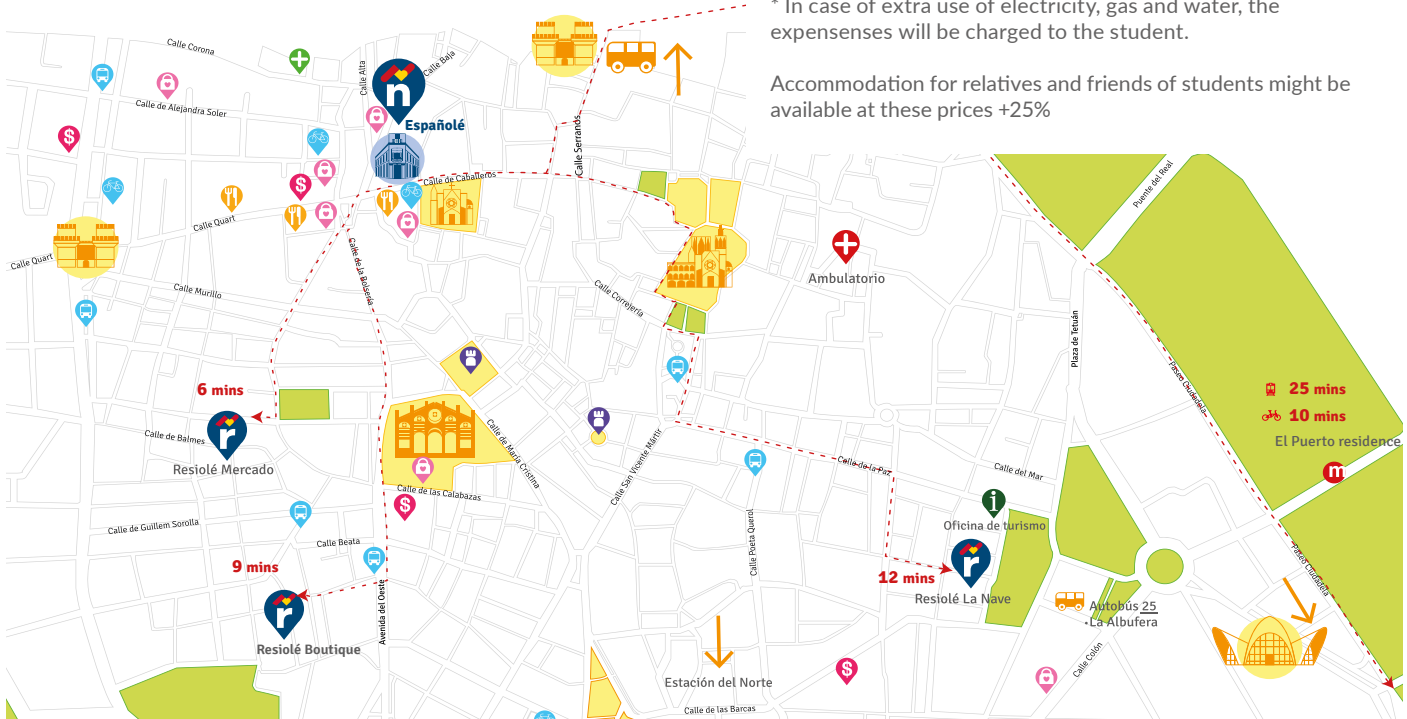 * In case of extra use of electricity, gas and water, the
expensenses will be charged to the student.
Accommodation for relatives and friends of students might be
available at these prices +25%
Calle Corona
Calle Alta
Calle Baja
n
Calle de Alejandra Soler
Españolé
$
Calle Serranos
Calle de Caballeros
Puente del Real
$
Calle Quart
Calle Quart
Calle de la Bolsería
Ambulatorio
Calle Murillo
Calle Correjería
Plaza de Tetuán
Paseo Ciudadela
6 mins
25 mins
10 mins
El Puerto residence
m
r
Calle de Balmes
Resiolé Mercado
Calle de María Cristina
Calle San Vicente Mártir
Calle de la Paz
Calle del Mar
Calle de las Calabazas
$
i
Oficina de turismo
Calle de Guillem Sorolla
Calle Beata
Calle Poeta Querol
Paseo Ciudadela
9 mins
12 mins
r
Resiolé La Nave
r
Resiolé Boutique
Avenida del Oeste
Autobús 25
·La Albufera
Calle Colón
Estación del Norte
$
Calle de las Barcas